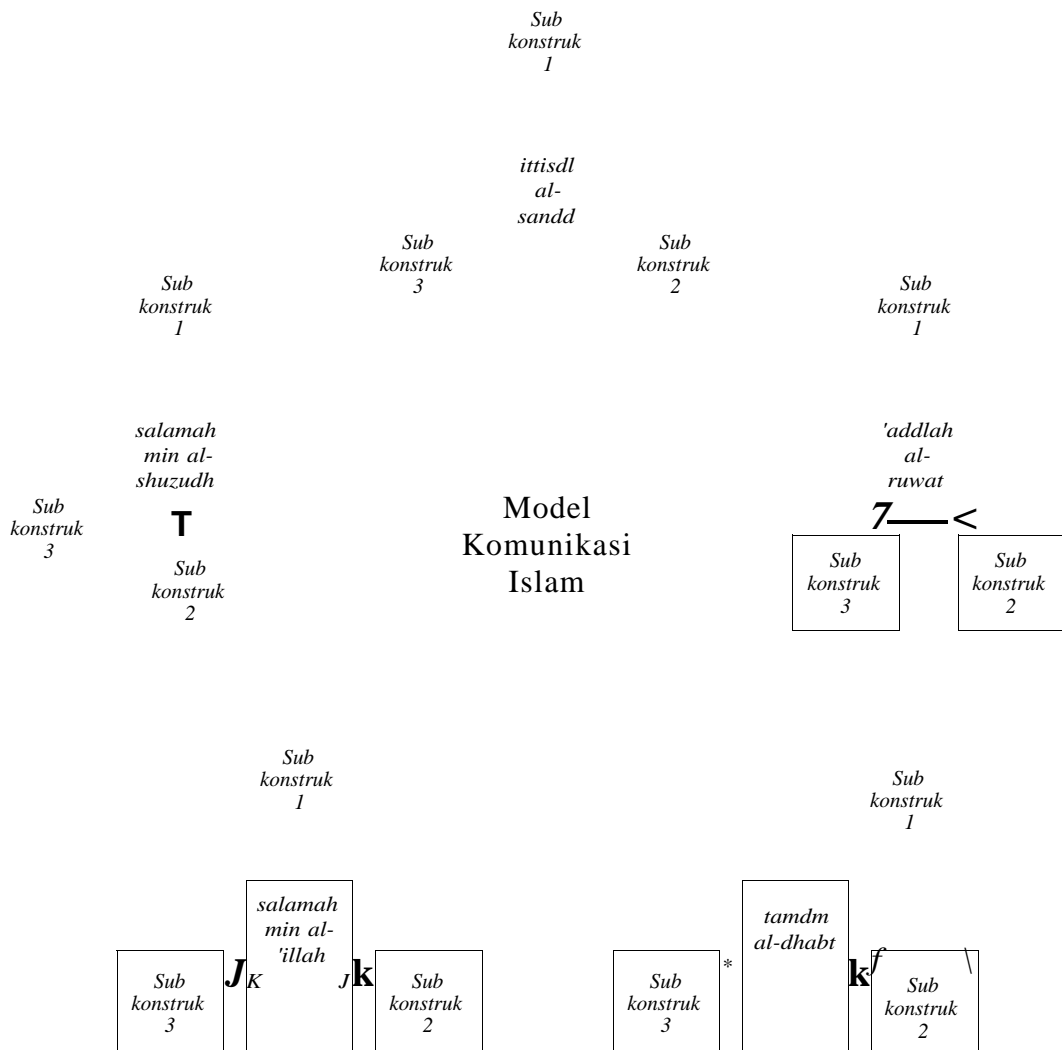 Sub
konstruk
1
ittisdl
al-
sandd
Sub
konstruk
3
Sub
konstruk
2
Sub
konstruk
1
Sub
konstruk
1
salamah
min al-
shuzudh
'addlah
al-
ruwat
Sub
konstruk
3
T
Sub
konstruk
2
Model
Komunikasi
Islam
7 <
Sub
konstruk
3
Sub
konstruk
2
Sub
konstruk
1
Sub
konstruk
1
salamah
min al-
'illah
tamdm
al-dhabt
Sub
konstruk
3
J K J k
Sub
konstruk
2
Sub
konstruk
3
* k f \
Sub
konstruk
2